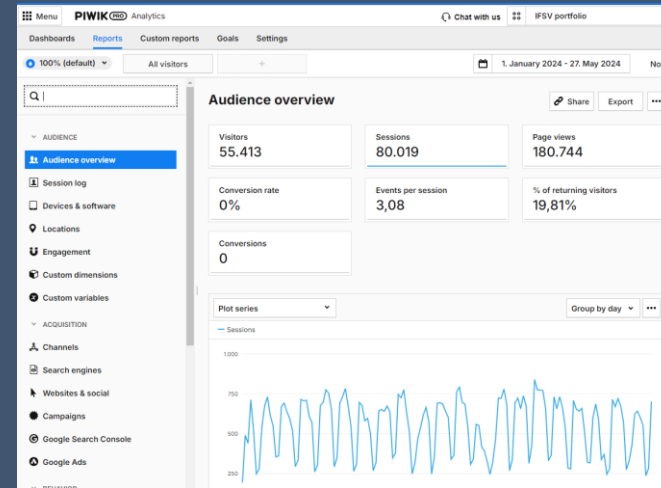 Menu PIWIK PRO Analytics Chat with us IFSV portfolio
Dashboards Reports Custom reports Goals Settings
100% (default) All visitors + 1. January 2024 - 27. May 2024 No
Audience overview Share Export
AUDIENCE
Audience overview
Session log
Devices & software
Locations
Engagement
Custom dimensions
Custom variables
ACQUISITION
Channels
Search engines
Websites & social
Campaigns
Google Search Console
Google Ads
BEHAVIOR
Visitors
55.413
Sessions
80.019
Page views
180.744
Conversion rate
0%
Events per session
3,08
% of returning visitors
19,81%
Conversions
0
Plot series Group by day
Sessions
1.000
750
500
250